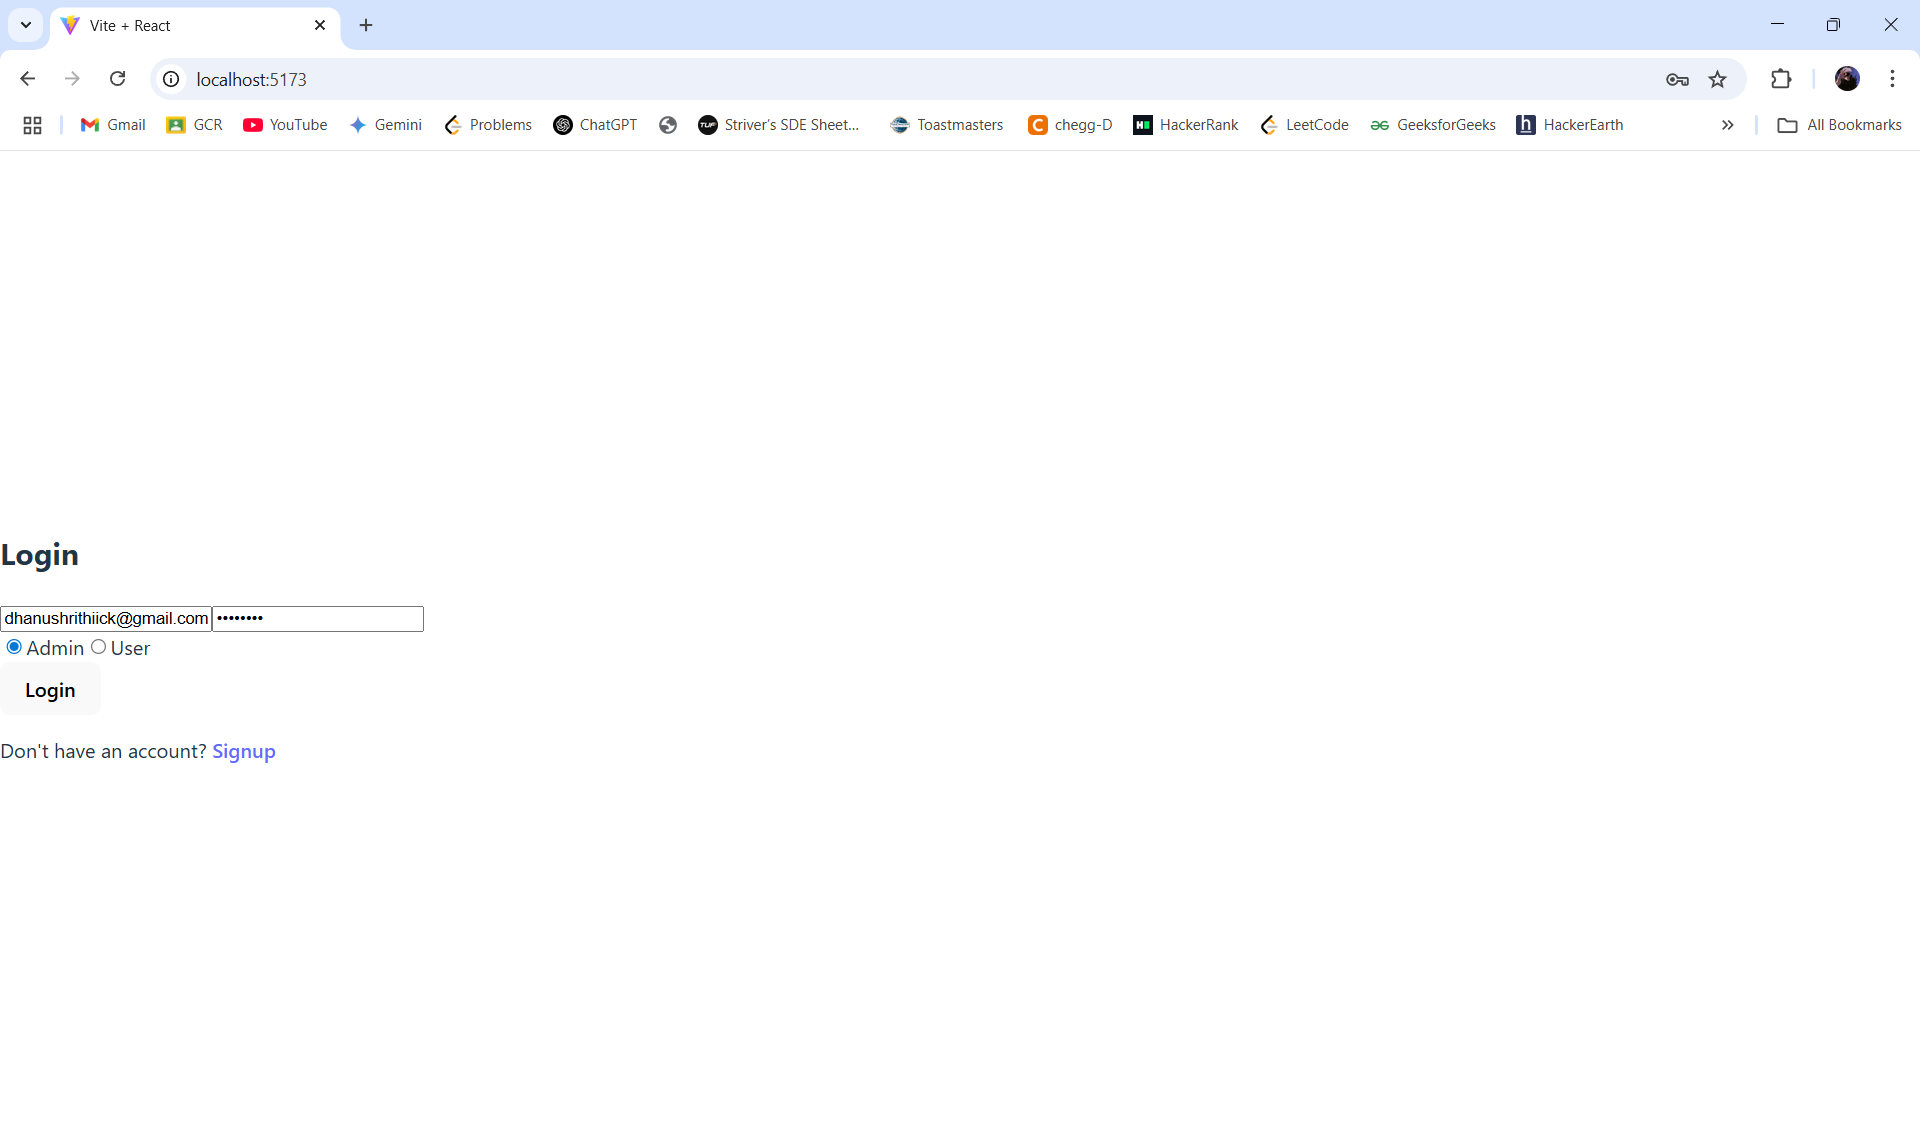 Vite + React
localhost:5173
Gmail GCR YouTube Gemini Problems ChatGPT TUF Striver's SDE Sheet... Toastmasters chegg-D HackerRank LeetCode GeeksforGeeks HackerEarth All Bookmarks
Login
dhanushrithiick@gmail.com ••••••••
Admin User
Login
Don't have an account? Signup